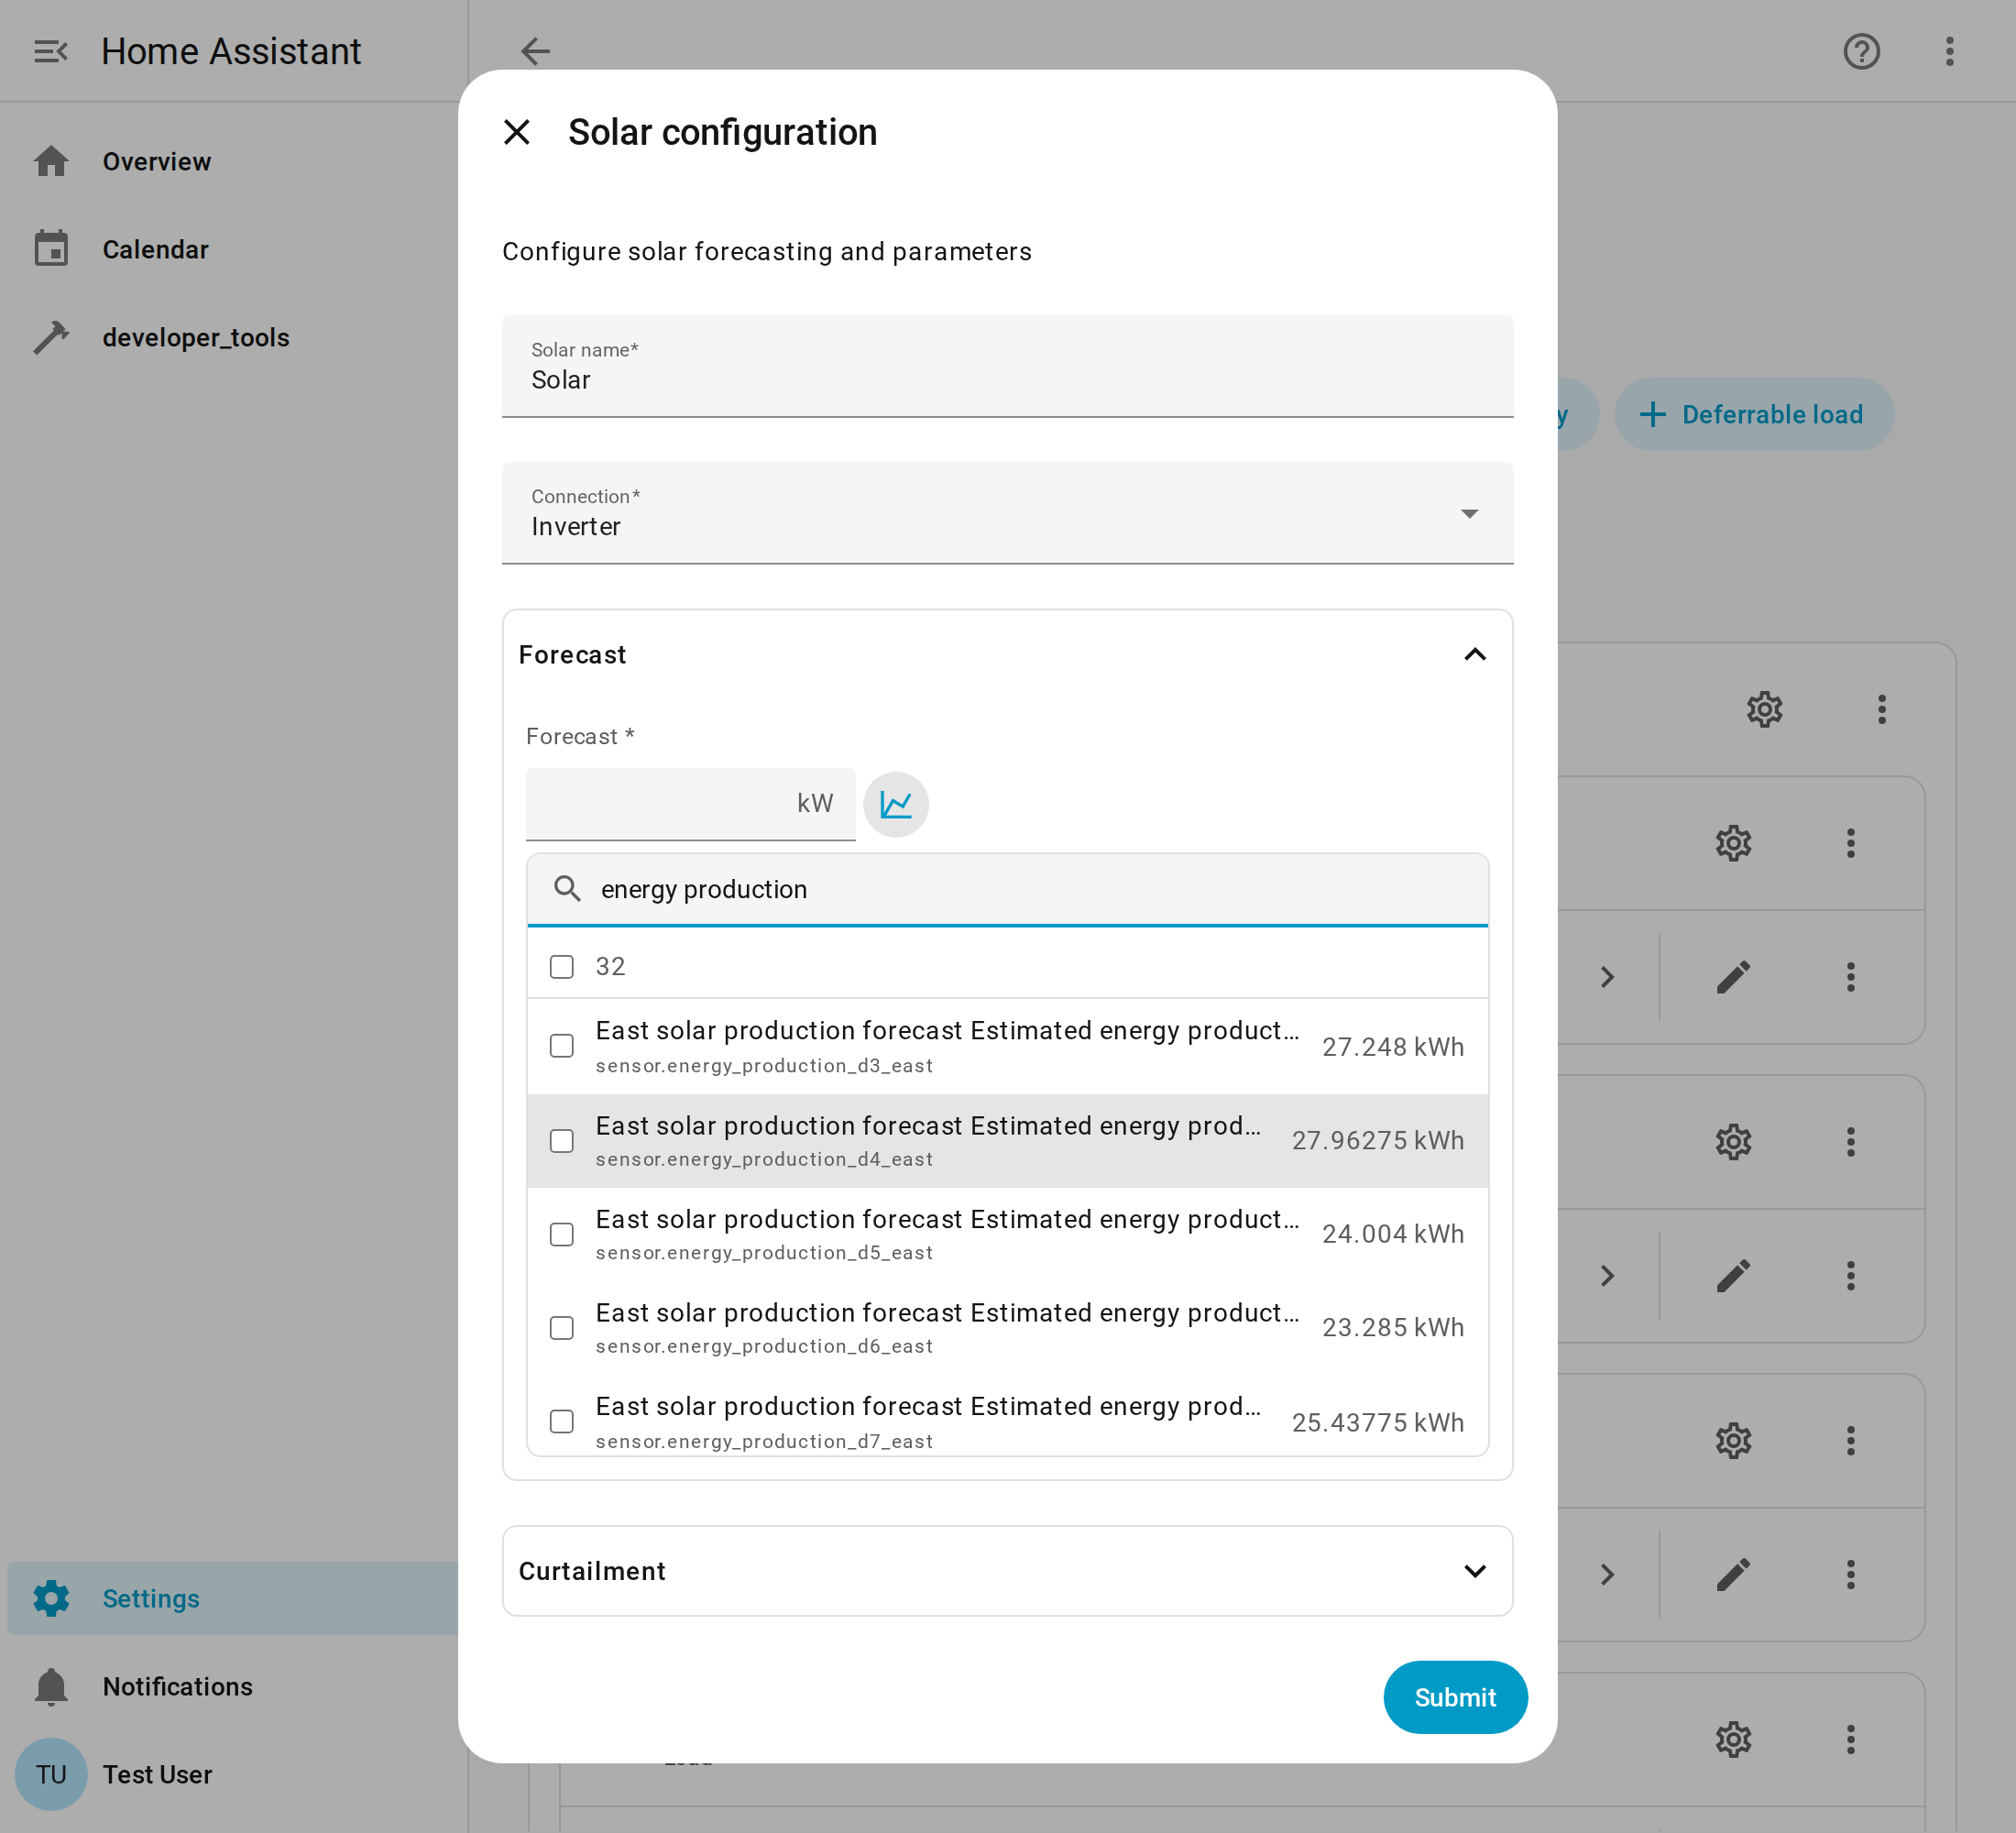 Home Assistant
Overview
Calendar
developer_tools
Settings
Notifications
TU
Test User
Solar configuration
Configure solar forecasting and parameters
Solar name*
Solar
Connection*
Inverter
Forecast
Forecast *
kW
energy production
32
East solar production forecast Estimated energy product...
27.248 kWh
sensor.energy_production_d3_east
East solar production forecast Estimated energy prod...
27.96275 kWh
sensor.energy_production_d4_east
East solar production forecast Estimated energy product...
24.004 kWh
sensor.energy_production_d5_east
East solar production forecast Estimated energy product...
23.285 kWh
sensor.energy_production_d6_east
East solar production forecast Estimated energy prod...
25.43775 kWh
sensor.energy_production_d7_east
Curtailment
Submit
y
Deferrable load